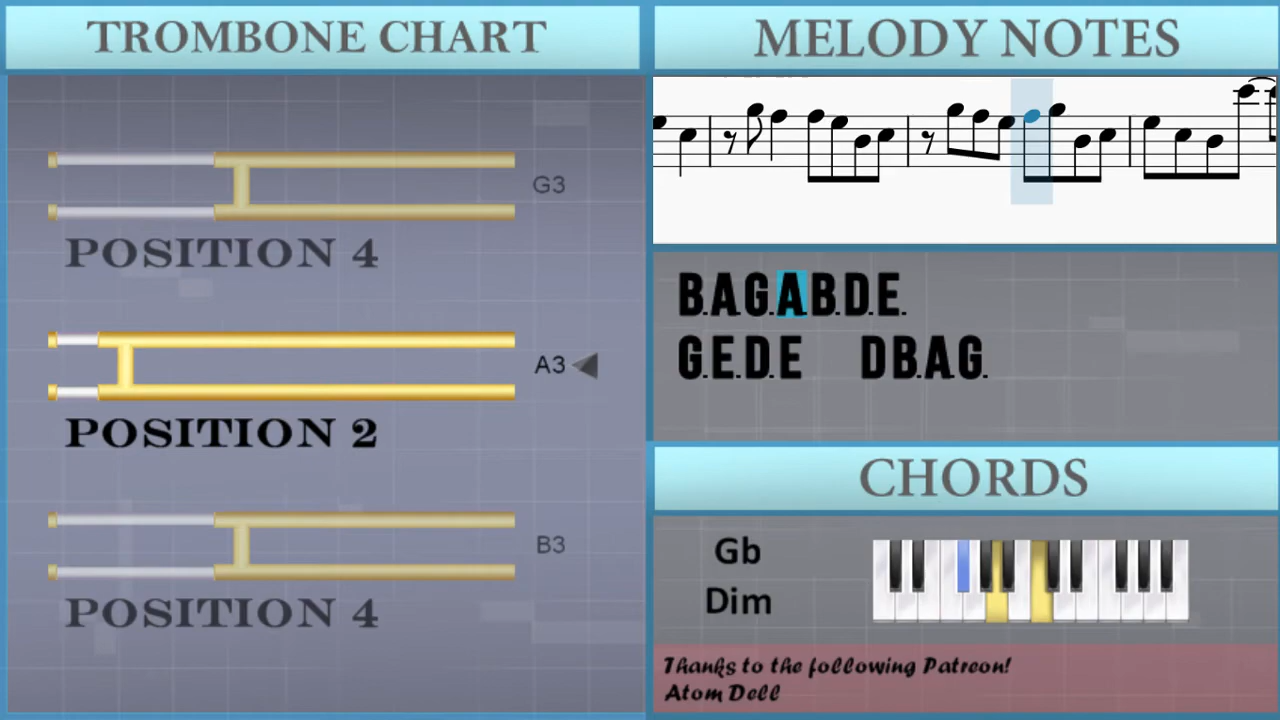 TROMBONE CHART
G3
POSITION 4
A3
POSITION 2
B3
POSITION 4
MELODY NOTES
B.A.G.A.B.D.E.
G.E.D.E D.B.A.G.
CHORDS
Gb
Dim
Thanks to the following Patreon!
Atom Dell